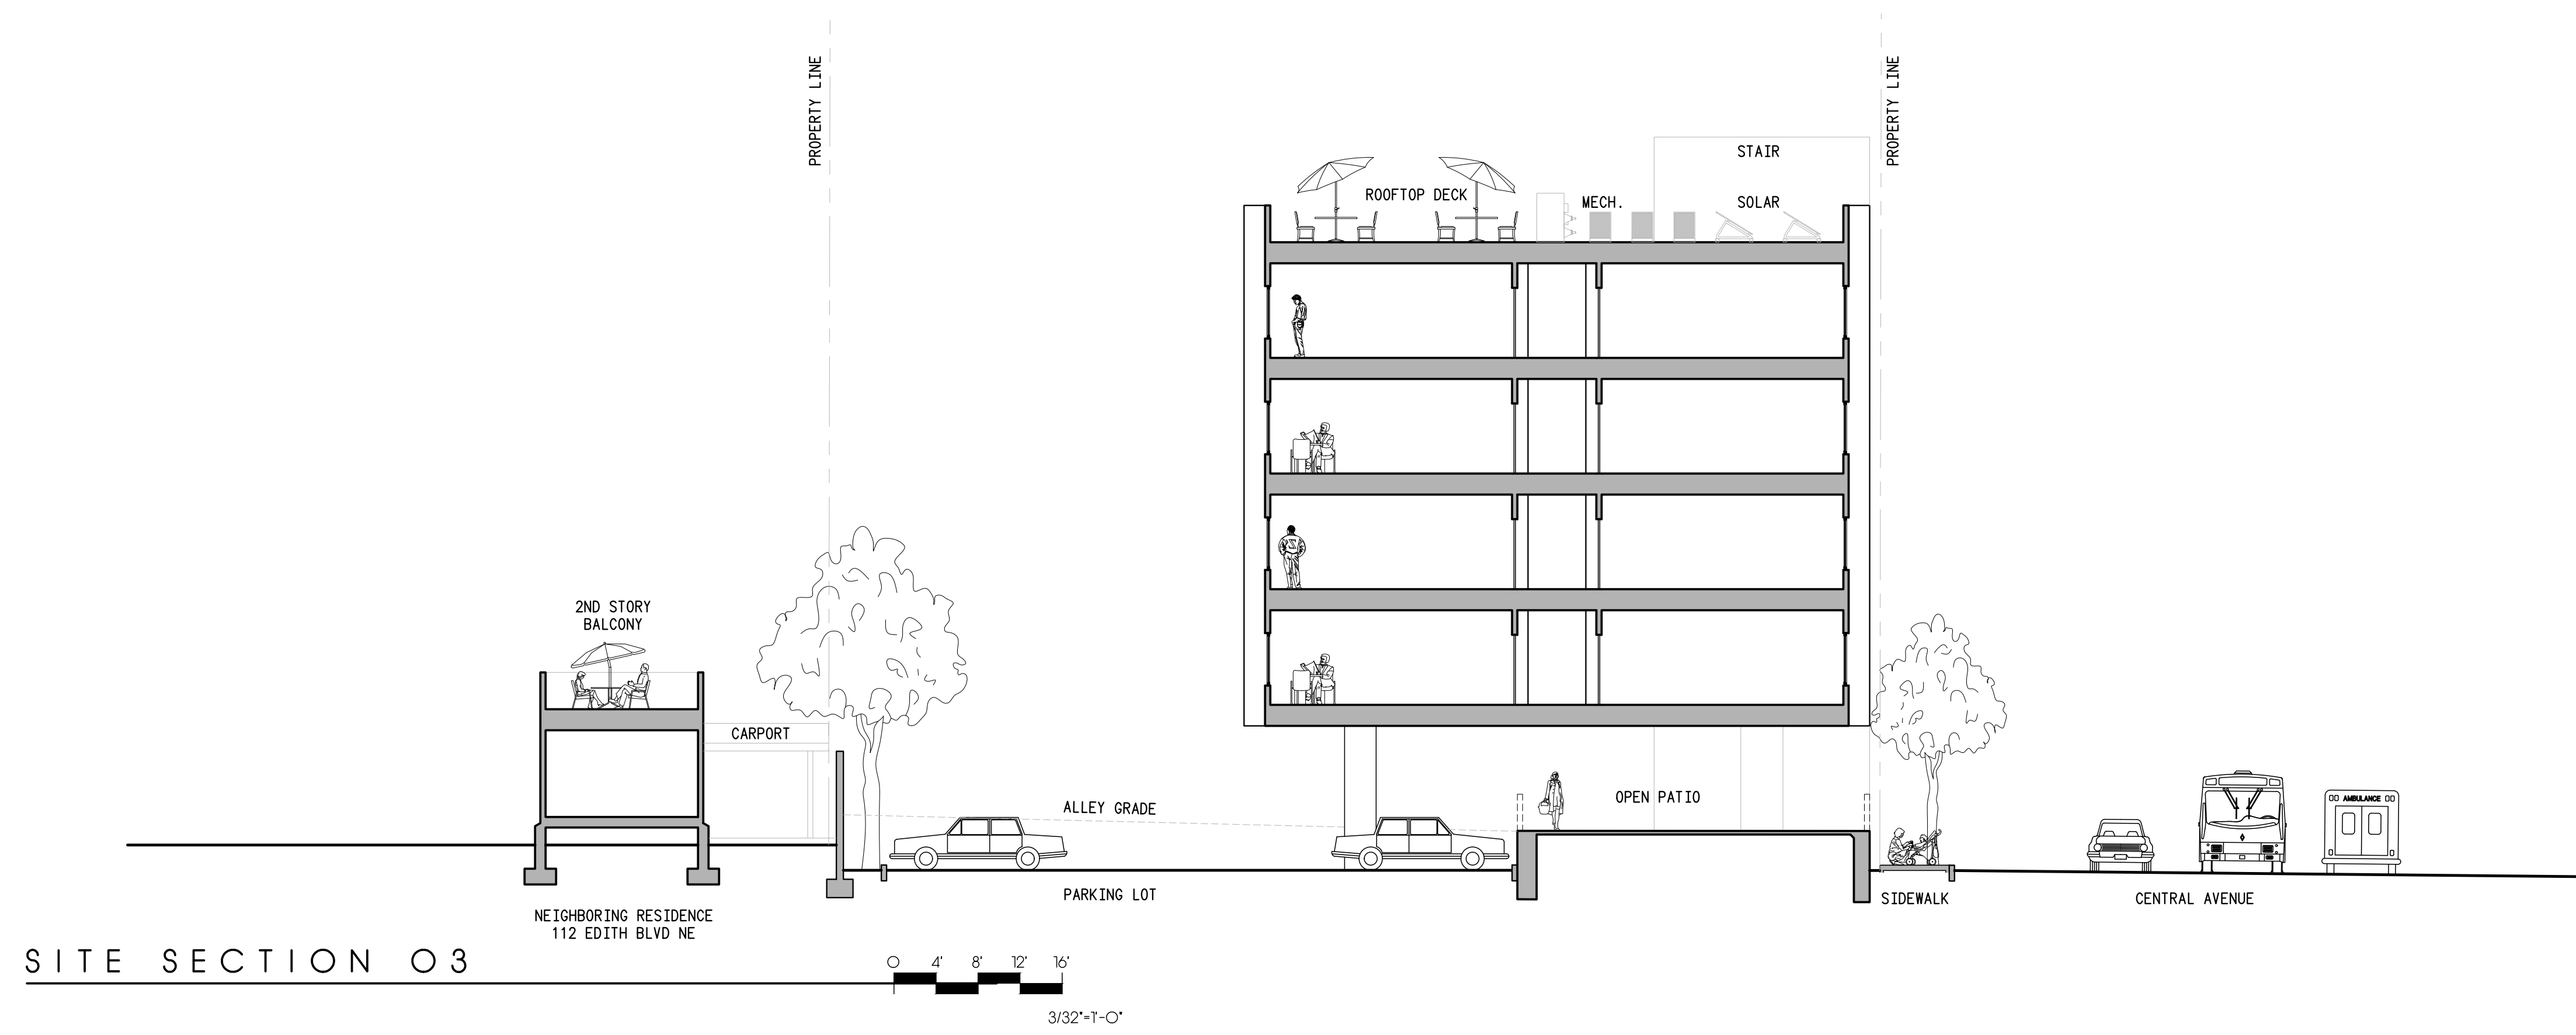 PROPERTY LINE
PROPERTY LINE
STAIR
ROOFTOP DECK
MECH.
SOLAR
2ND STORY
BALCONY
CARPORT
ALLEY GRADE
OPEN PATIO
AMBULANCE
PARKING LOT
SIDEWALK
CENTRAL AVENUE
NEIGHBORING RESIDENCE
112 EDITH BLVD NE
SITE SECTION 03
0 4' 8' 12' 16'
3/32"=1'-0"